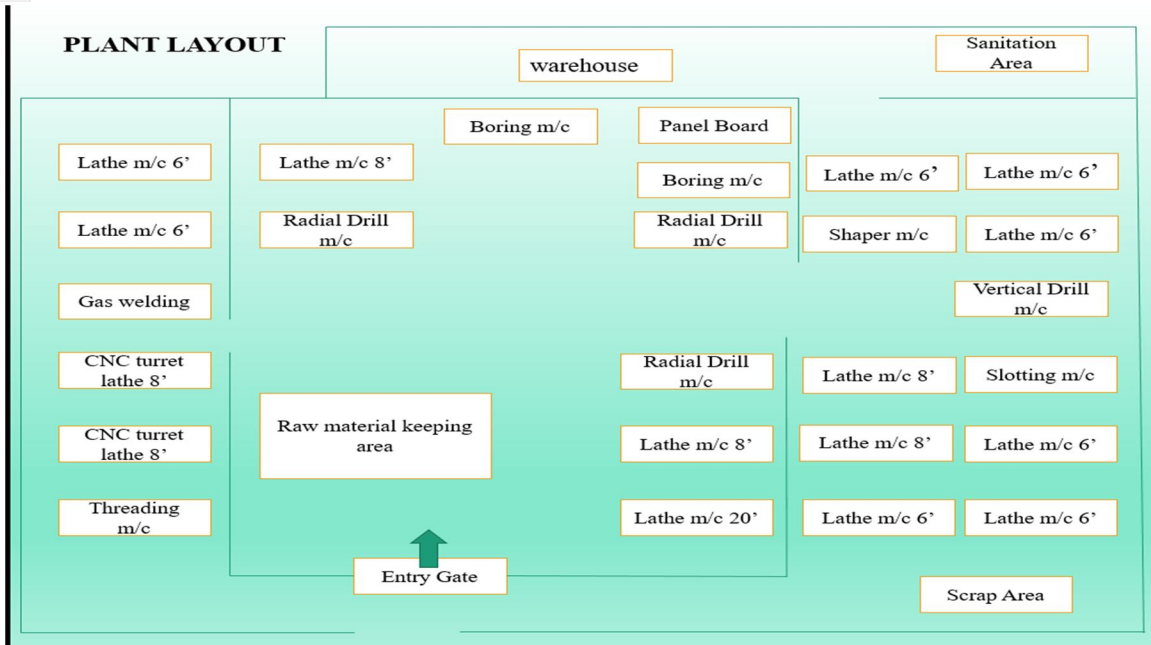 PLANT LAYOUT
warehouse
Sanitation
Area
Boring m/c
Panel Board
Lathe m/c 6’
Lathe m/c 8’
Boring m/c
Lathe m/c 6’
Lathe m/c 6’
Lathe m/c 6’
Radial Drill
m/c
Radial Drill
m/c
Shaper m/c
Lathe m/c 6’
Gas welding
Vertical Drill
m/c
CNC turret
lathe 8’
Radial Drill
m/c
Lathe m/c 8’
Slotting m/c
Raw material keeping
area
CNC turret
lathe 8’
Lathe m/c 8’
Lathe m/c 8’
Lathe m/c 6’
Threading
m/c
Lathe m/c 20’
Lathe m/c 6’
Lathe m/c 6’
Entry Gate
Scrap Area